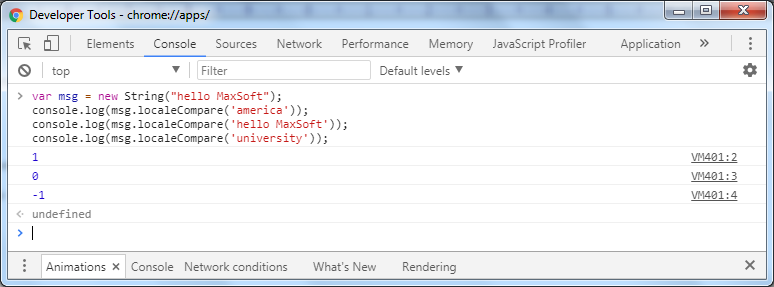 Developer Tools - chrome://apps/
Elements Console Sources Network Performance Memory JavaScript Profiler Application »
top ▼ Filter Default levels ▼
> var msg = new String("hello MaxSoft");
console.log(msg.localeCompare('america'));
console.log(msg.localeCompare('hello MaxSoft'));
console.log(msg.localeCompare('university'));
1 VM401:2
0 VM401:3
-1 VM401:4
undefined
>
Animations × Console Network conditions What's New Rendering ×